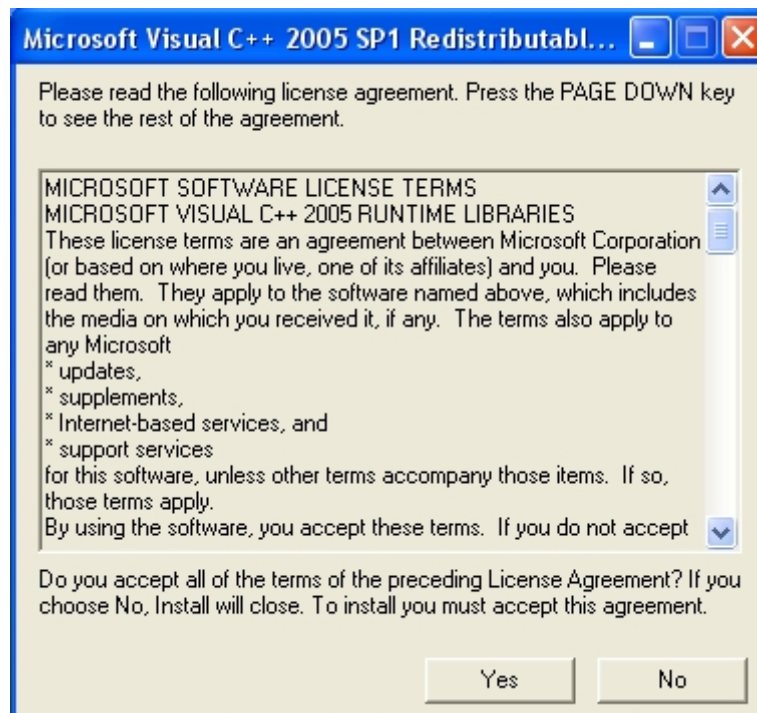 Microsoft Visual C++ 2005 SP1 Redistributabl...
Please read the following license agreement. Press the PAGE DOWN key
to see the rest of the agreement.
MICROSOFT SOFTWARE LICENSE TERMS
MICROSOFT VISUAL C++ 2005 RUNTIME LIBRARIES
These license terms are an agreement between Microsoft Corporation
(or based on where you live, one of its affiliates) and you.  Please
read them.  They apply to the software named above, which includes
the media on which you received it, if any.  The terms also apply to
any Microsoft
* updates,
* supplements,
* Internet-based services, and
* support services
for this software, unless other terms accompany those items.  If so,
those terms apply.
By using the software, you accept these terms.  If you do not accept
Do you accept all of the terms of the preceding License Agreement? If you
choose No, Install will close. To install you must accept this agreement.
Yes No